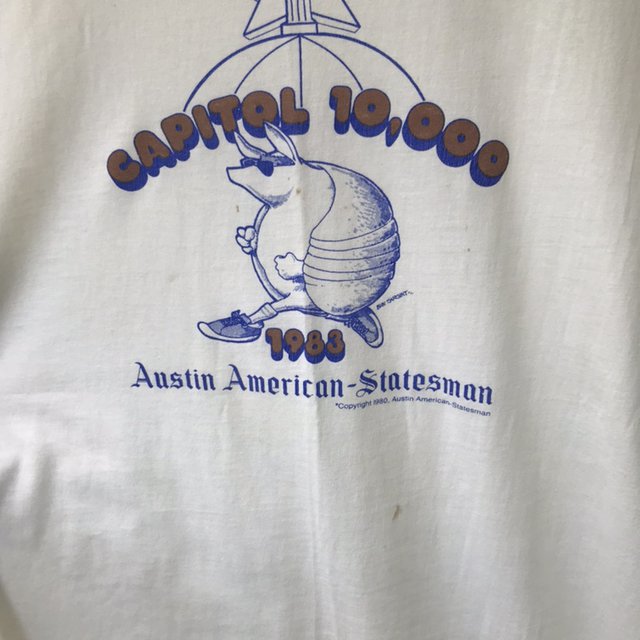 CAPITOL 10,000
1983
Austin American-Statesman
*Copyright 1980, Austin American-Statesman